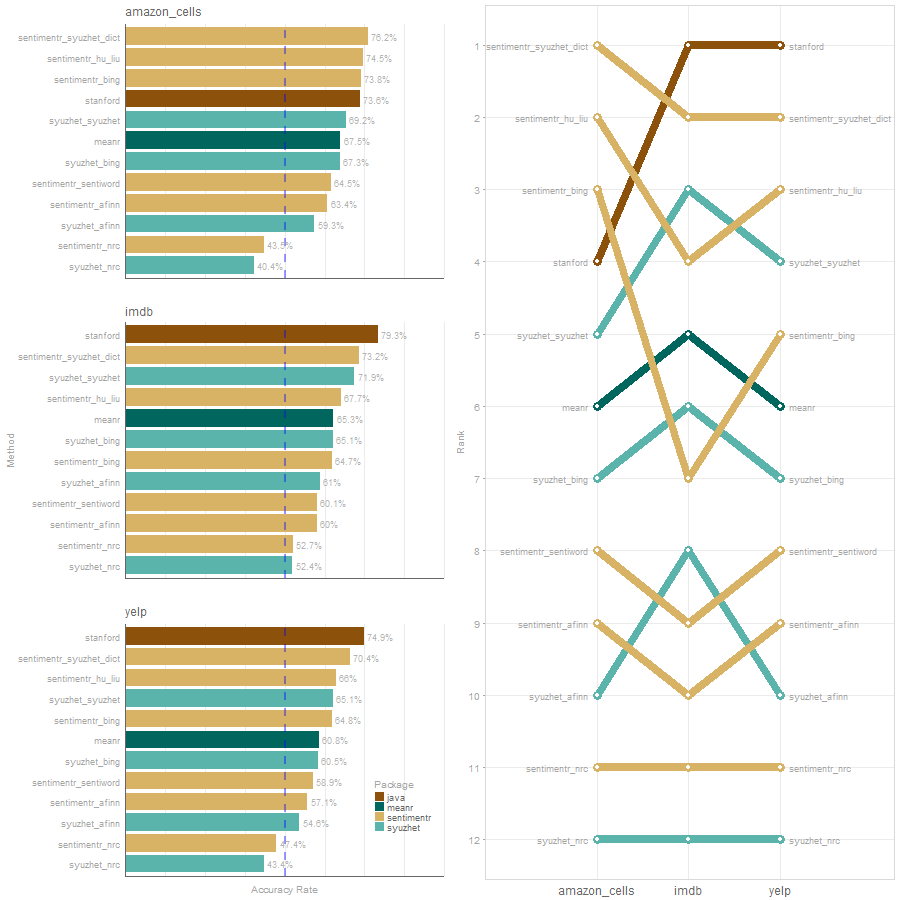 amazon_cells
sentimentr_syuzhet_dict 76.2%
sentimentr_hu_liu 74.5%
sentimentr_bing 73.8%
stanford 73.6%
syuzhet_syuzhet 69.2%
meanr 67.5%
syuzhet_bing 67.3%
sentimentr_sentiword 64.5%
sentimentr_afinn 63.4%
syuzhet_afinn 59.3%
sentimentr_nrc 43.5%
syuzhet_nrc 40.4%
imdb
stanford 79.3%
sentimentr_syuzhet_dict 73.2%
syuzhet_syuzhet 71.9%
sentimentr_hu_liu 67.7%
meanr 65.3%
syuzhet_bing 65.1%
sentimentr_bing 64.7%
syuzhet_afinn 61%
sentimentr_sentiword 60.1%
sentimentr_afinn 60%
sentimentr_nrc 52.7%
syuzhet_nrc 52.4%
Method
yelp
stanford 74.9%
sentimentr_syuzhet_dict 70.4%
sentimentr_hu_liu 66%
syuzhet_syuzhet 65.1%
sentimentr_bing 64.8%
meanr 60.8%
syuzhet_bing 60.5%
sentimentr_sentiword 58.9%
sentimentr_afinn 57.1%
syuzhet_afinn 54.6%
sentimentr_nrc 47.4%
syuzhet_nrc 43.4%
Accuracy Rate
Package
java
meanr
sentimentr
syuzhet
Rank
1 sentimentr_syuzhet_dict stanford
2 sentimentr_hu_liu sentimentr_syuzhet_dict
3 sentimentr_bing sentimentr_hu_liu
4 stanford syuzhet_syuzhet
5 syuzhet_syuzhet sentimentr_bing
6 meanr meanr
7 syuzhet_bing syuzhet_bing
8 sentimentr_sentiword sentimentr_sentiword
9 sentimentr_afinn sentimentr_afinn
10 syuzhet_afinn syuzhet_afinn
11 sentimentr_nrc sentimentr_nrc
12 syuzhet_nrc syuzhet_nrc
amazon_cells imdb yelp